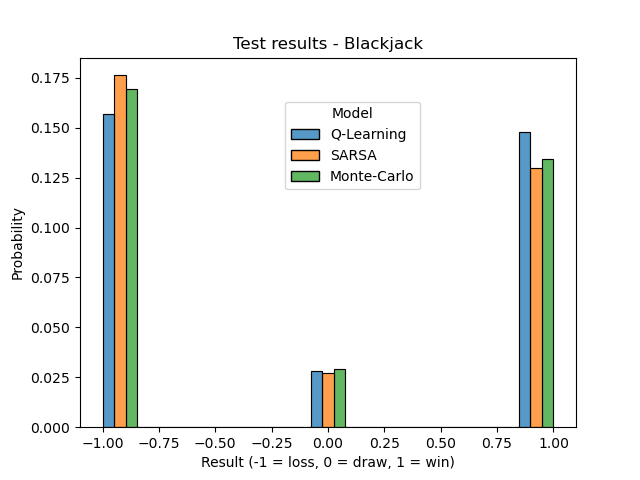 Test results - Blackjack
Probability
0.175
0.150
0.125
0.100
0.075
0.050
0.025
0.000
Model
Q-Learning
SARSA
Monte-Carlo
−1.00 −0.75 −0.50 −0.25 0.00 0.25 0.50 0.75 1.00
Result (-1 = loss, 0 = draw, 1 = win)